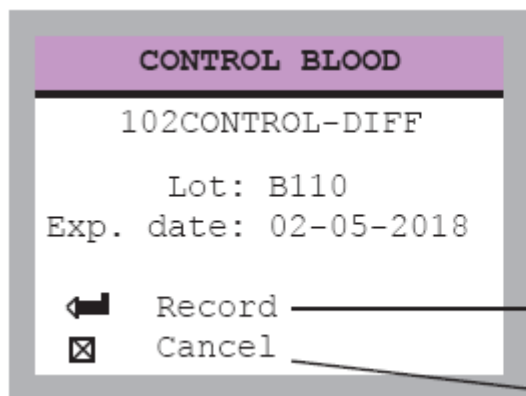 CONTROL BLOOD
102CONTROL-DIFF
Lot: B110
Exp. date: 02-05-2018
Record
Cancel